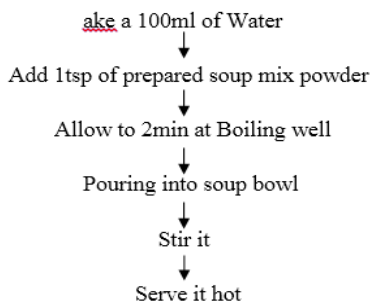 ake a 100ml of Water
Add 1tsp of prepared soup mix powder
Allow to 2min at Boiling well
Pouring into soup bowl
Stir it
Serve it hot